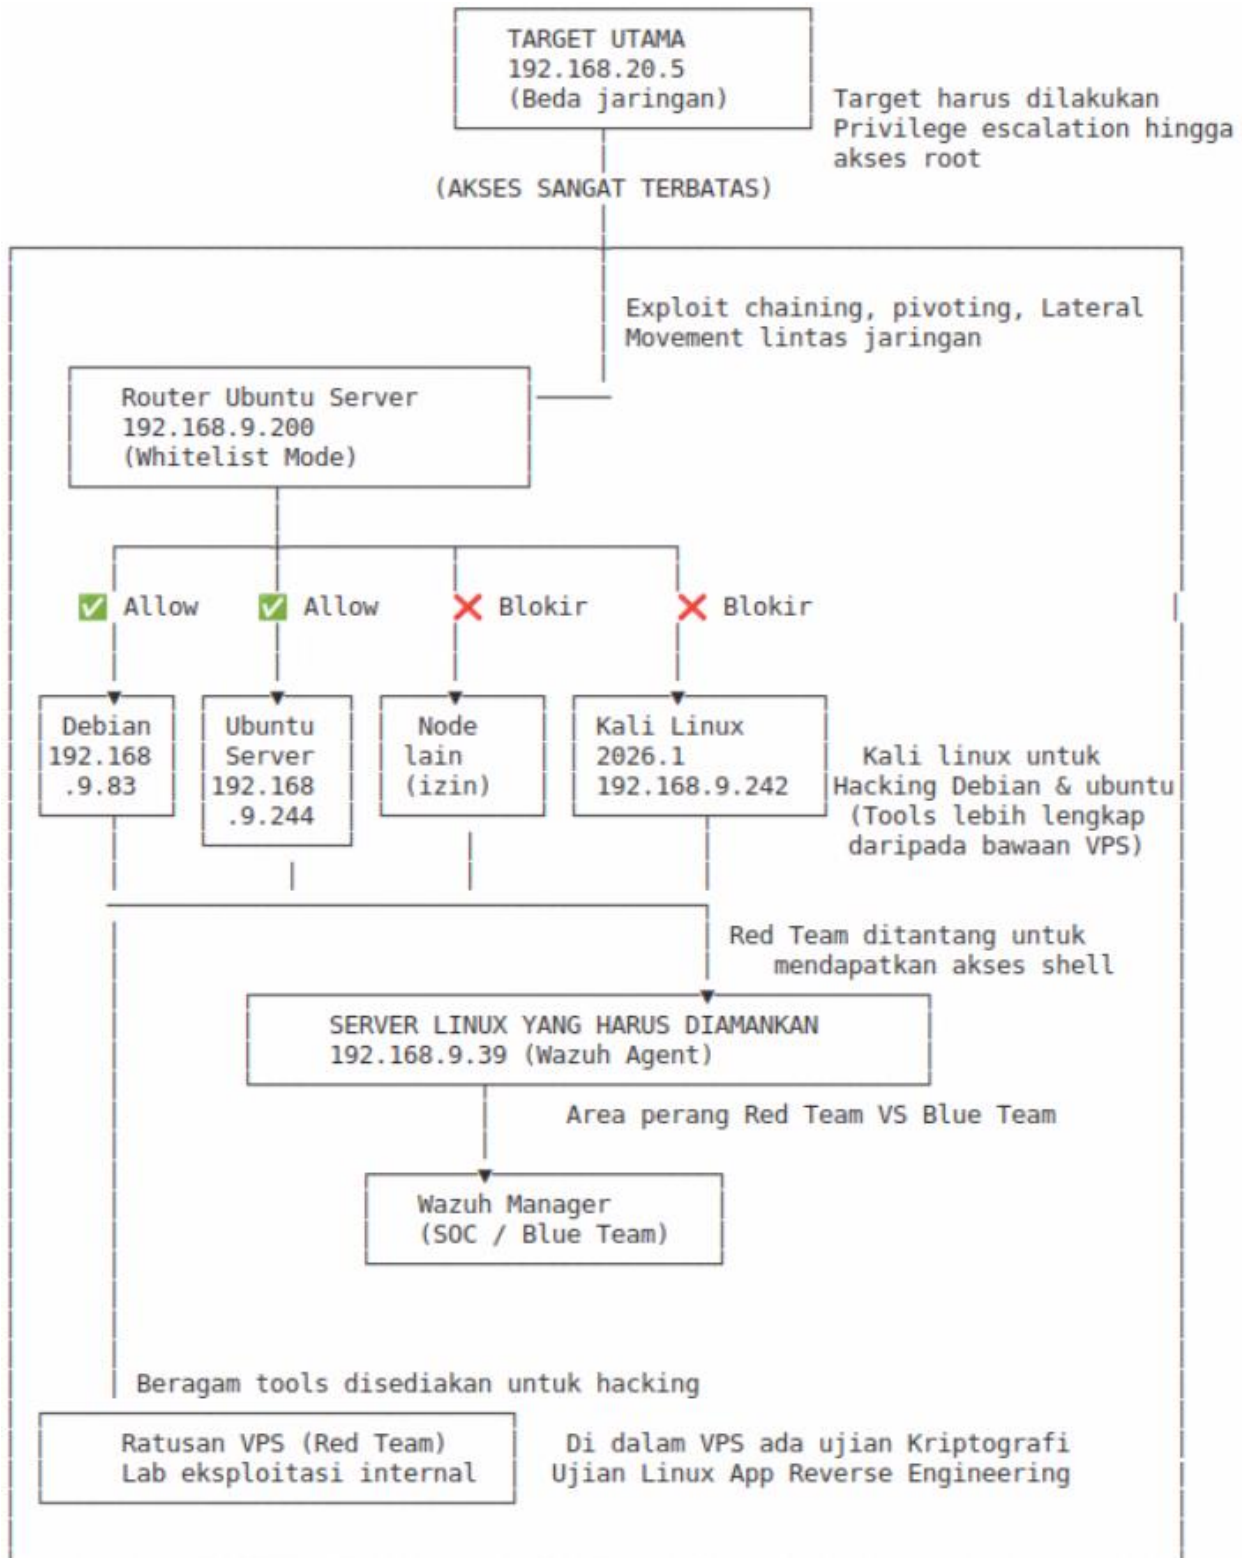 TARGET UTAMA
192.168.20.5
(Beda jaringan)
Target harus dilakukan
Privilege escalation hingga
akses root
(AKSES SANGAT TERBATAS)
Exploit chaining, pivoting, Lateral
Movement lintas jaringan
Router Ubuntu Server
192.168.9.200
(Whitelist Mode)
✅ Allow
✅ Allow
❌ Blokir
❌ Blokir
Debian
192.168
.9.83
Ubuntu
Server
192.168
.9.244
Node
lain
(izin)
Kali Linux
2026.1
192.168.9.242
Kali linux untuk
Hacking Debian & ubuntu
(Tools lebih lengkap
daripada bawaan VPS)
Red Team ditantang untuk
mendapatkan akses shell
SERVER LINUX YANG HARUS DIAMANKAN
192.168.9.39 (Wazuh Agent)
Area perang Red Team VS Blue Team
Wazuh Manager
(SOC / Blue Team)
Beragam tools disediakan untuk hacking
Ratusan VPS (Red Team)
Lab eksploitasi internal
Di dalam VPS ada ujian Kriptografi
Ujian Linux App Reverse Engineering